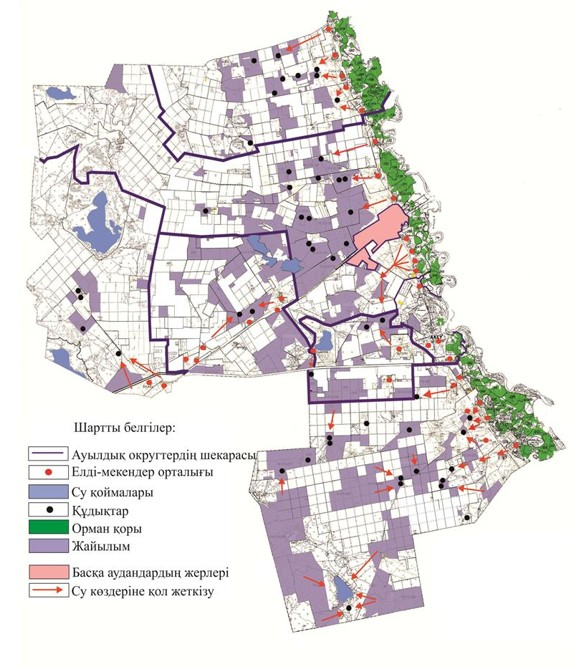 Шартты белгілер:
Ауылдық округтердің шекарасы
Елді-мекендер орталығы
Су қоймалары
Құдықтар
Орман қоры
Жайылым
Басқа аудандардың жерлері
Су көздеріне қол жеткізу